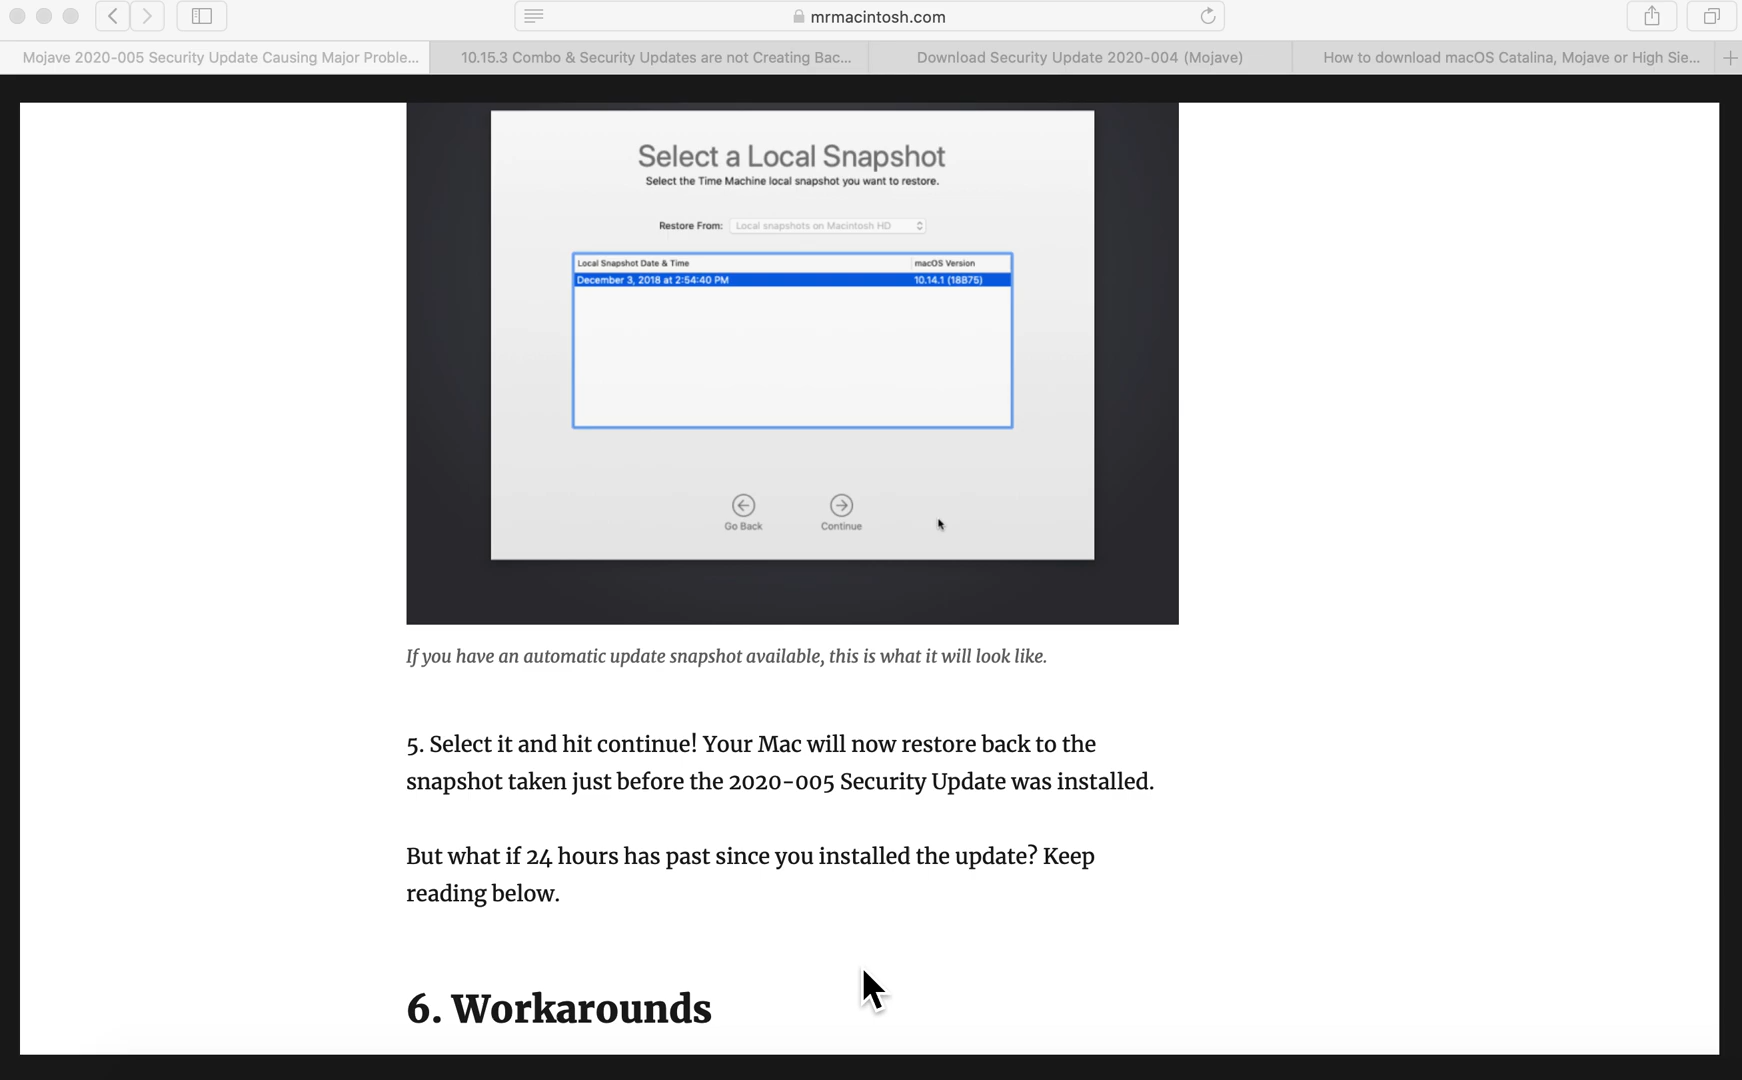 mrmacintosh.com
Mojave 2020-005 Security Update Causing Major Proble...
10.15.3 Combo & Security Updates are not Creating Bac...
Download Security Update 2020-004 (Mojave)
How to download macOS Catalina, Mojave or High Sie...
Select a Local Snapshot
Select the Time Machine local snapshot you want to restore.
Restore From: Local snapshots on Macintosh HD
Local Snapshot Date & Time macOS Version
December 3, 2018 at 2:54:40 PM 10.14.1 (18B75)
Go Back Continue
If you have an automatic update snapshot available, this is what it will look like.
5. Select it and hit continue! Your Mac will now restore back to the
snapshot taken just before the 2020-005 Security Update was installed.
But what if 24 hours has past since you installed the update? Keep
reading below.
6. Workarounds